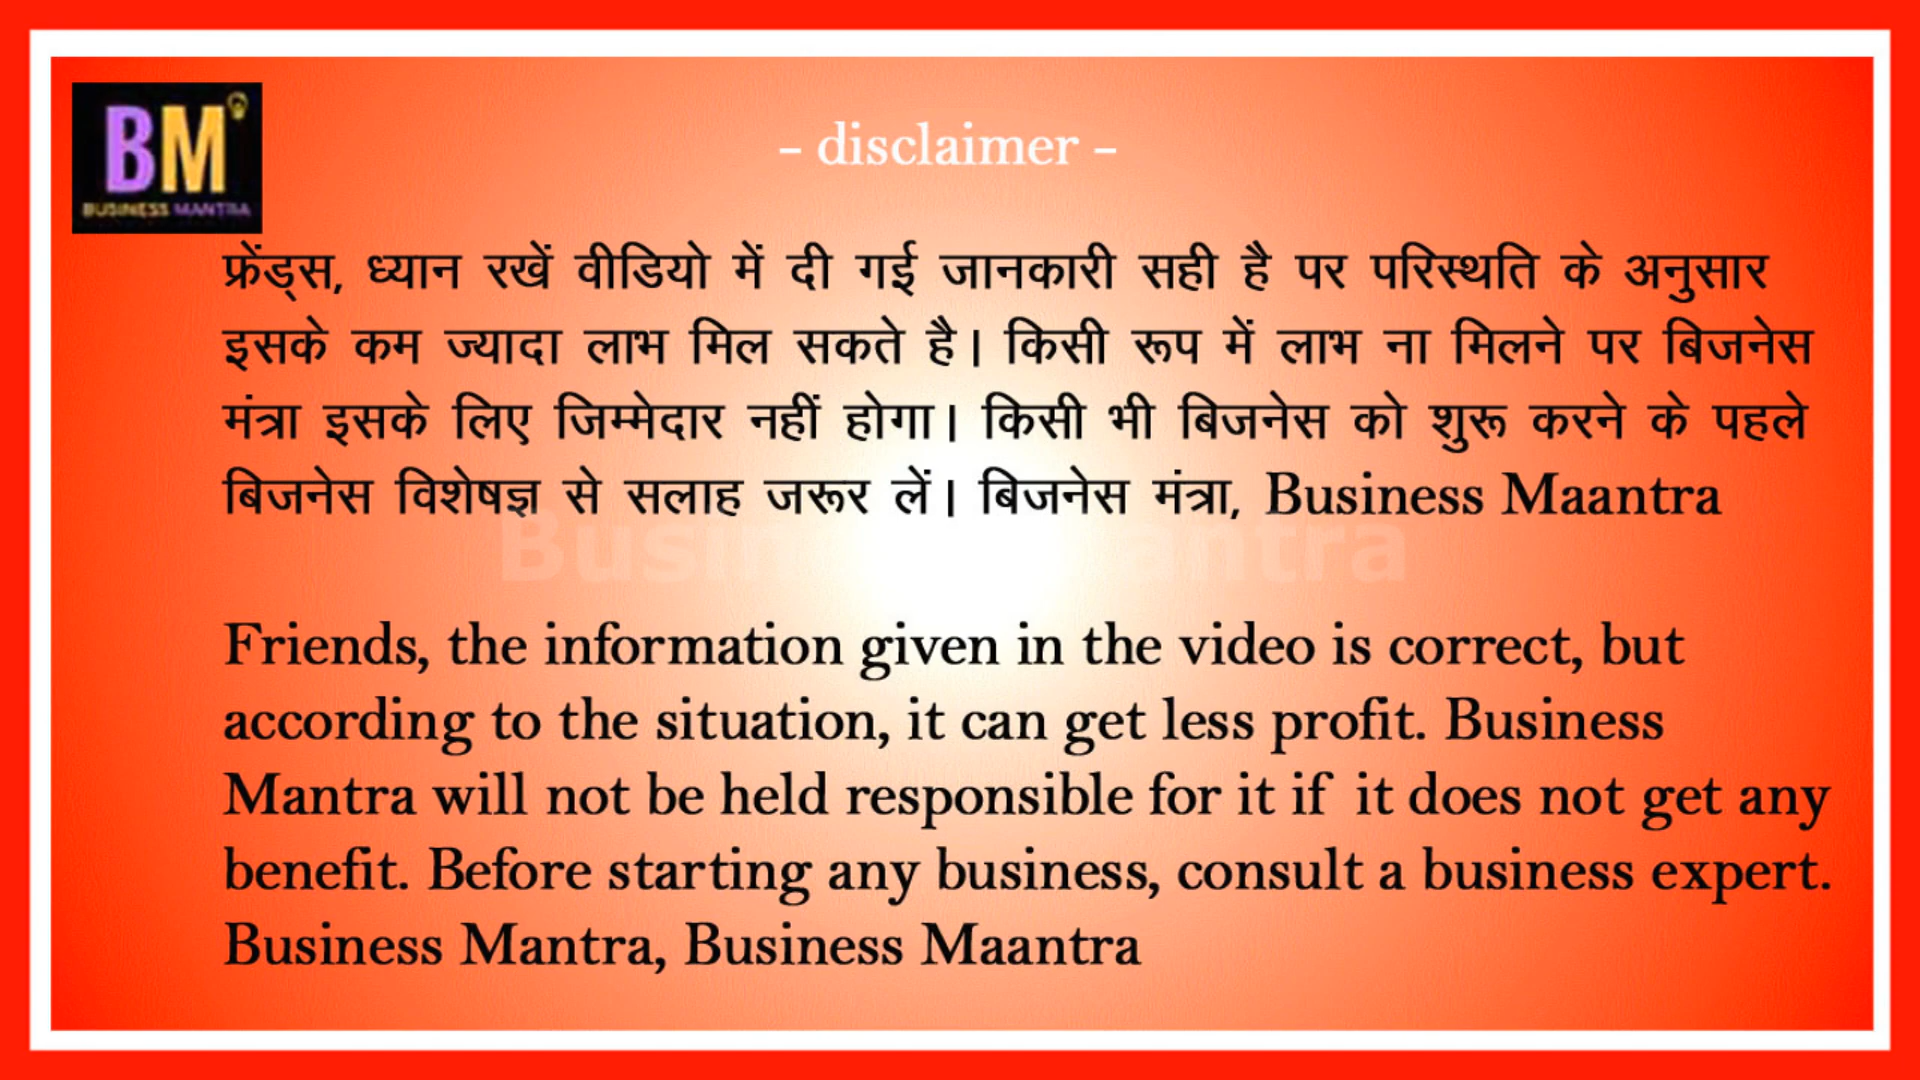 BM
BUSINESS MANTRA
- disclaimer -
फ्रेंड्स, ध्यान रखें वीडियो में दी गई जानकारी सही है पर परिस्थति के अनुसार
इसके कम ज्यादा लाभ मिल सकते है। किसी रूप में लाभ ना मिलने पर बिजनेस
मंत्रा इसके लिए जिम्मेदार नहीं होगा। किसी भी बिजनेस को शुरू करने के पहले
बिजनेस विशेषज्ञ से सलाह जरूर लें। बिजनेस मंत्रा, Business Maantra
Friends, the information given in the video is correct, but
according to the situation, it can get less profit. Business
Mantra will not be held responsible for it if it does not get any
benefit. Before starting any business, consult a business expert.
Business Mantra, Business Maantra